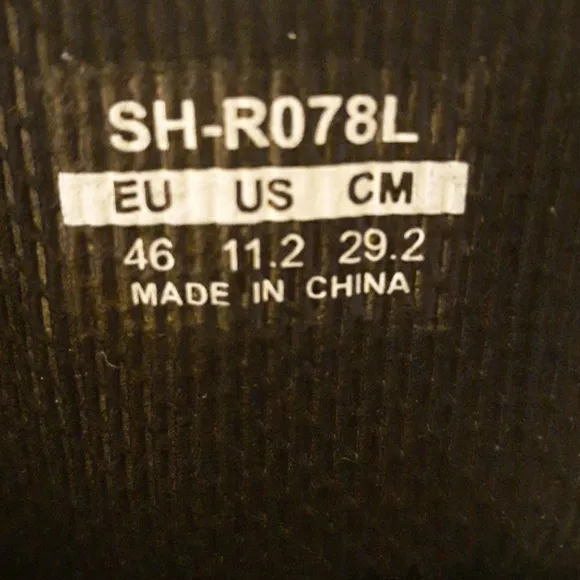 SH-R078L
EU US CM
46 11.2 29.2
MADE IN CHINA